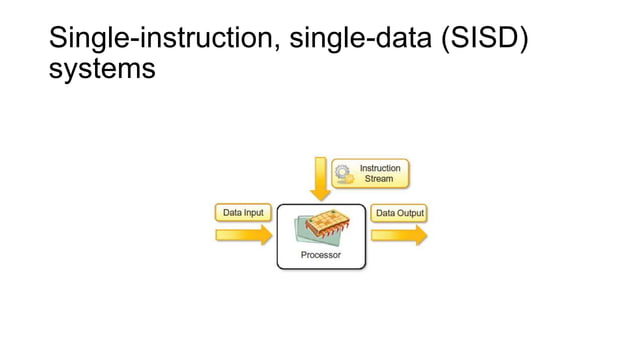 Single-instruction, single-data (SISD)
systems
Instruction
Stream
Data Input
Data Output
Processor